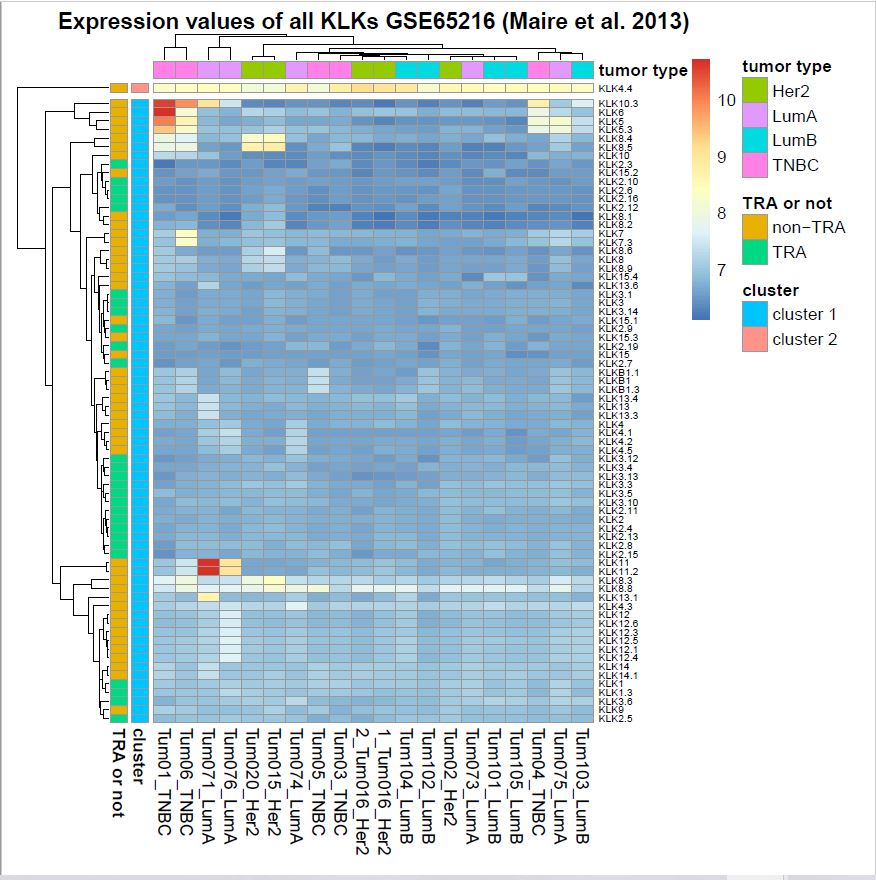 Expression values of all KLKs GSE65216 (Maire et al. 2013)
tumor type
KLK4.4
KLK10.3
KLK6
KLK5
KLK5.3
KLK8.4
KLK8.5
KLK10
KLK2.3
KLK15.2
KLK2.10
KLK2.6
KLK2.16
KLK2.12
KLK8.1
KLK8.2
KLK7
KLK7.3
KLK8.6
KLK8
KLK8.9
KLK15.4
KLK13.6
KLK3.1
KLK3
KLK3.14
KLK15.1
KLK2.9
KLK15.3
KLK2.19
KLK15
KLK2.7
KLKB1.1
KLKB1
KLKB1.3
KLK13.4
KLK13
KLK13.3
KLK4
KLK4.1
KLK4.2
KLK4.5
KLK3.12
KLK3.4
KLK3.13
KLK3.3
KLK3.5
KLK3.10
KLK2.11
KLK2
KLK2.4
KLK2.13
KLK2.8
KLK2.15
KLK11
KLK11.2
KLK8.3
KLK8.8
KLK13.1
KLK4.3
KLK12
KLK12.6
KLK12.3
KLK12.5
KLK12.1
KLK12.4
KLK14
KLK14.1
KLK1
KLK1.3
KLK3.6
KLK9
KLK2.5
TRA or not
cluster
Tum01_TNBC
Tum06_TNBC
Tum071_LumA
Tum076_LumA
Tum020_Her2
Tum015_Her2
Tum074_LumA
Tum05_TNBC
Tum03_TNBC
2_Tum016_Her2
1_Tum016_Her2
Tum104_LumB
Tum102_LumB
Tum02_Her2
Tum073_LumA
Tum101_LumB
Tum105_LumB
Tum04_TNBC
Tum075_LumA
Tum103_LumB
10
9
8
7
tumor type
Her2
LumA
LumB
TNBC
TRA or not
non−TRA
TRA
cluster
cluster 1
cluster 2